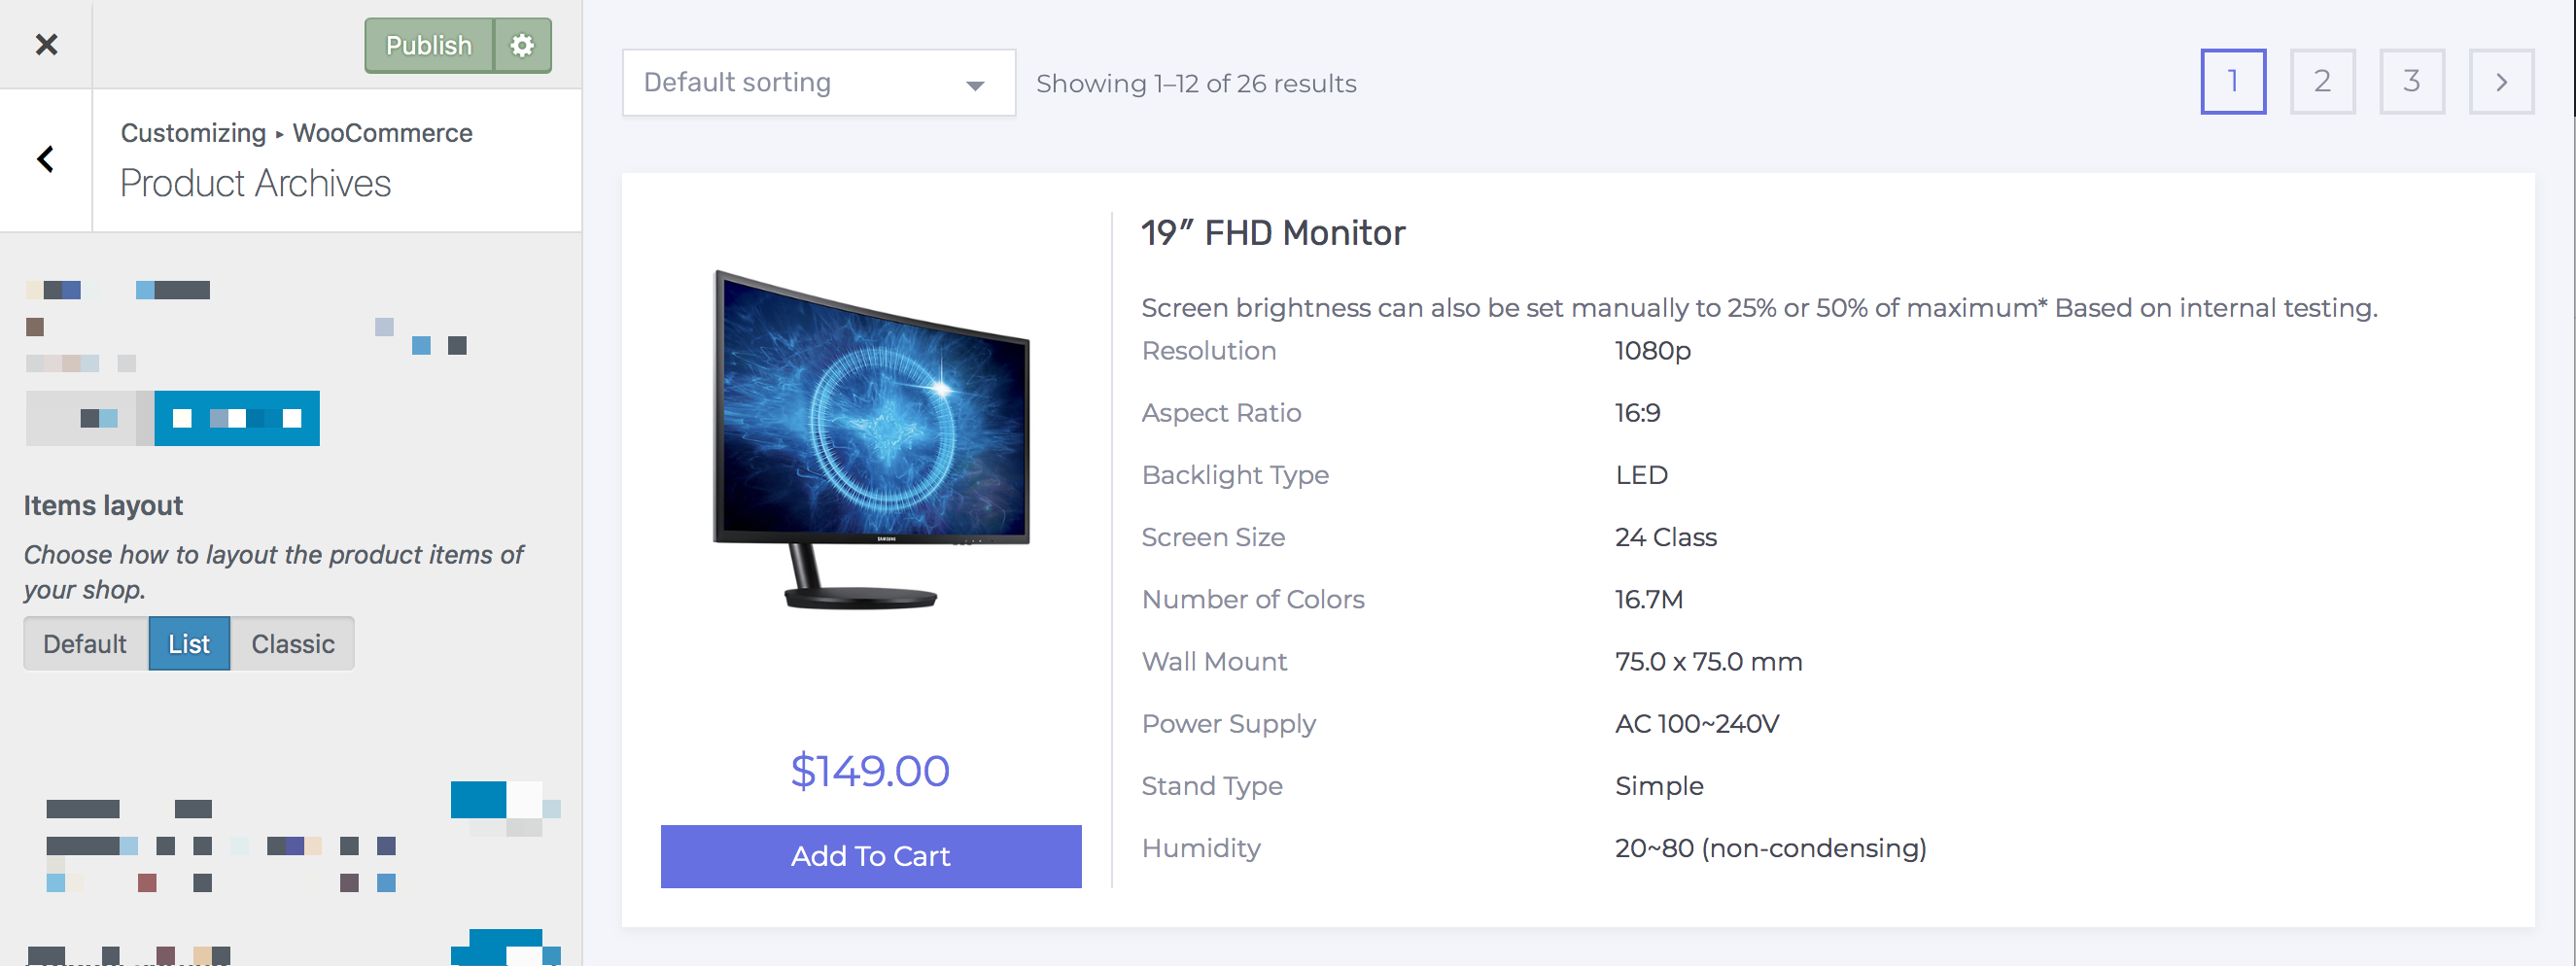 Publish
Customizing ▸ WooCommerce
Product Archives
Items layout
Choose how to layout the product items of
your shop.
Default List Classic
Default sorting
Showing 1–12 of 26 results
1 2 3
19” FHD Monitor
Screen brightness can also be set manually to 25% or 50% of maximum* Based on internal testing.
Resolution 1080p
Aspect Ratio 16:9
Backlight Type LED
Screen Size 24 Class
Number of Colors 16.7M
Wall Mount 75.0 x 75.0 mm
Power Supply AC 100~240V
Stand Type Simple
Humidity 20~80 (non-condensing)
SAMSUNG
$149.00
Add To Cart